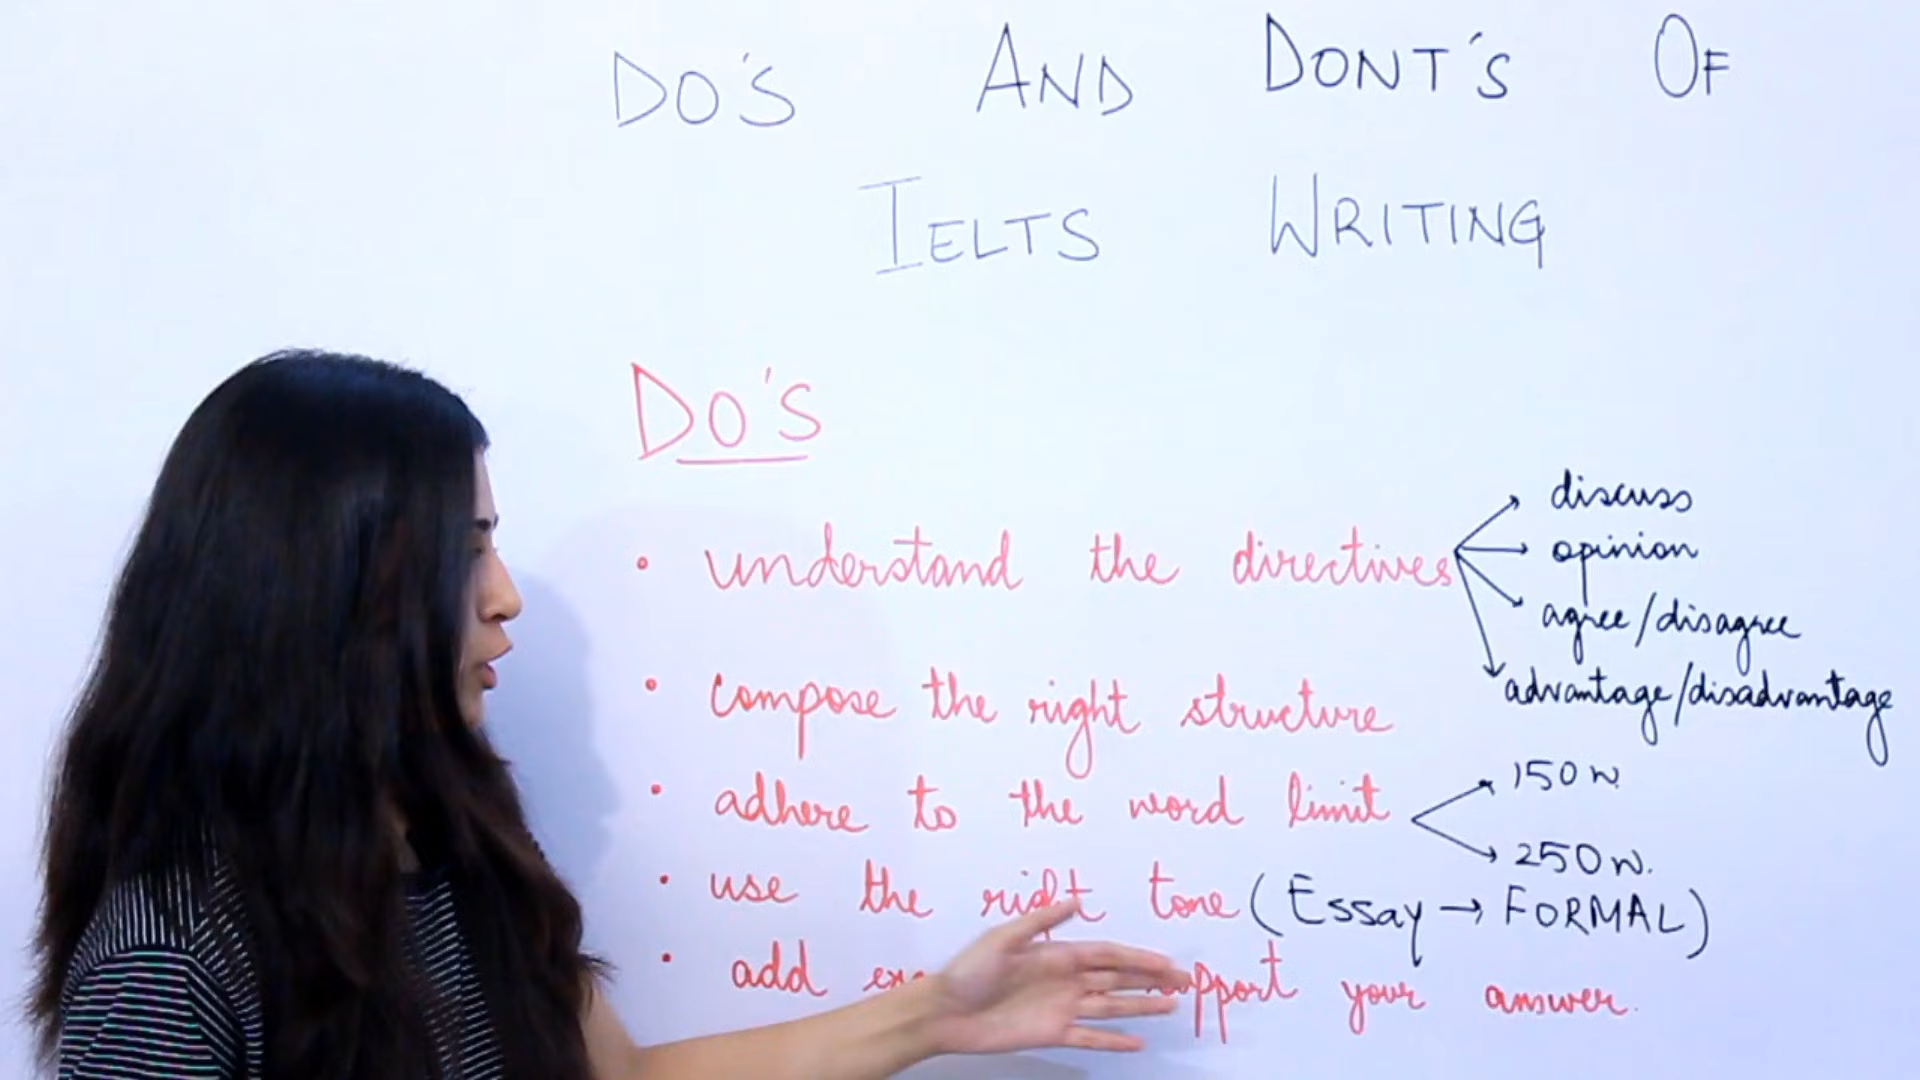 DO'S AND DONT'S OF
IELTS WRITING
DO'S
• understand the directives
discuss
opinion
agree/disagree
advantage/disadvantage
• compose the right structure
• adhere to the word limit
150 w.
250 w.
• use the right tone (Essay → FORMAL)
• add support your answer.